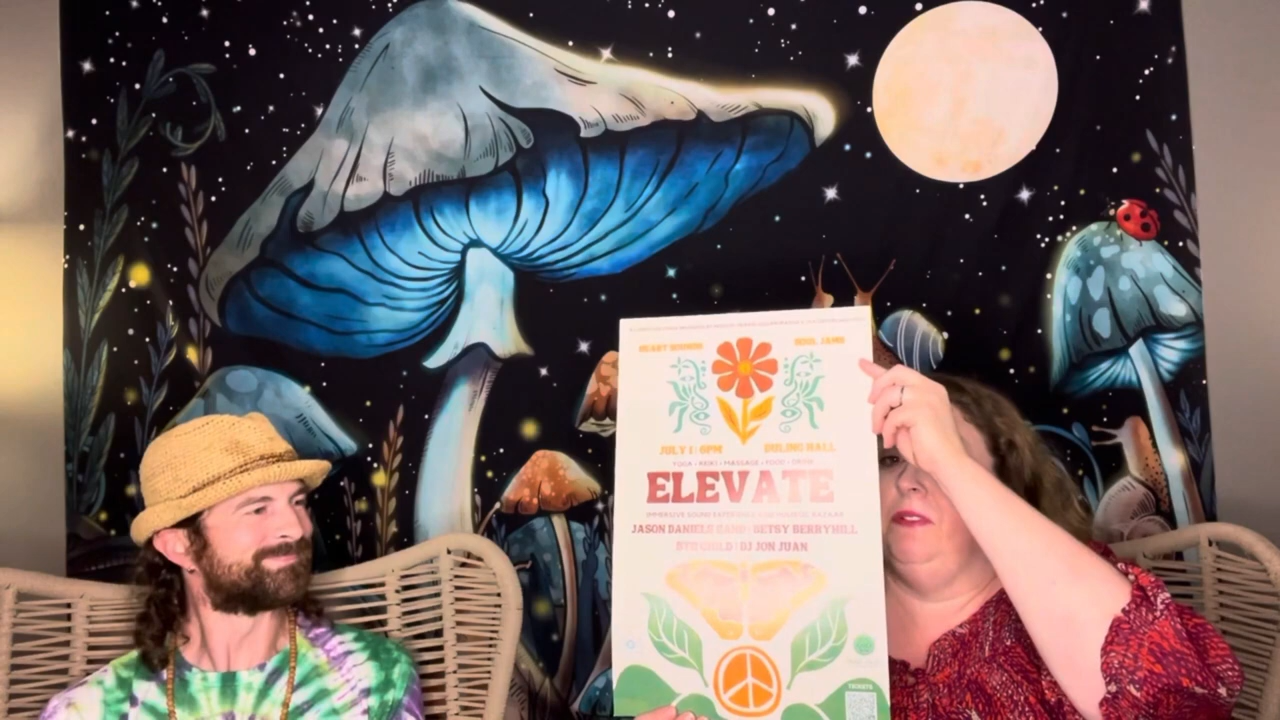 HEART SOUNDS SOUL JAMS
JULY 1 | 6PM DULING HALL
YOGA • REIKI • MASSAGE • FOOD • DRINK
ELEVATE
JASON DANIELS BAND | BETSY BERRYHILL
5TH CHILD | DJ JON JUAN
TICKETS